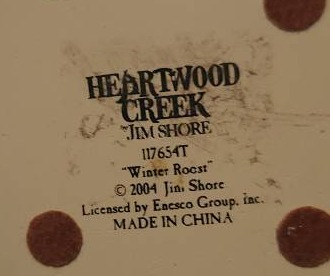 HEARTWOOD
CREEK
by JIM SHORE
117654T
"Winter Roost"
© 2004 Jim Shore
Licensed by Enesco Group, inc.
MADE IN CHINA